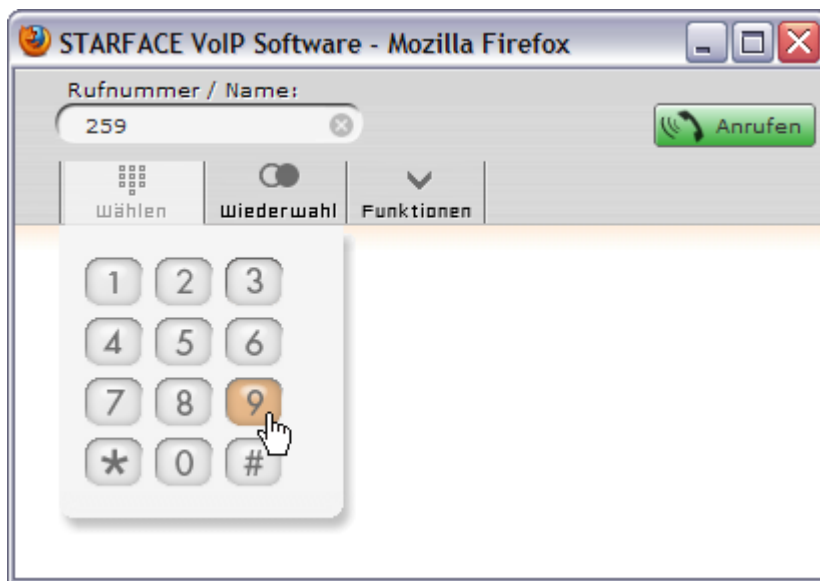 STARFACE VoIP Software - Mozilla Firefox
Rufnummer / Name:
259
Anrufen
Wählen Wiederwahl Funktionen
1 2 3
4 5 6
7 8 9
* 0 #